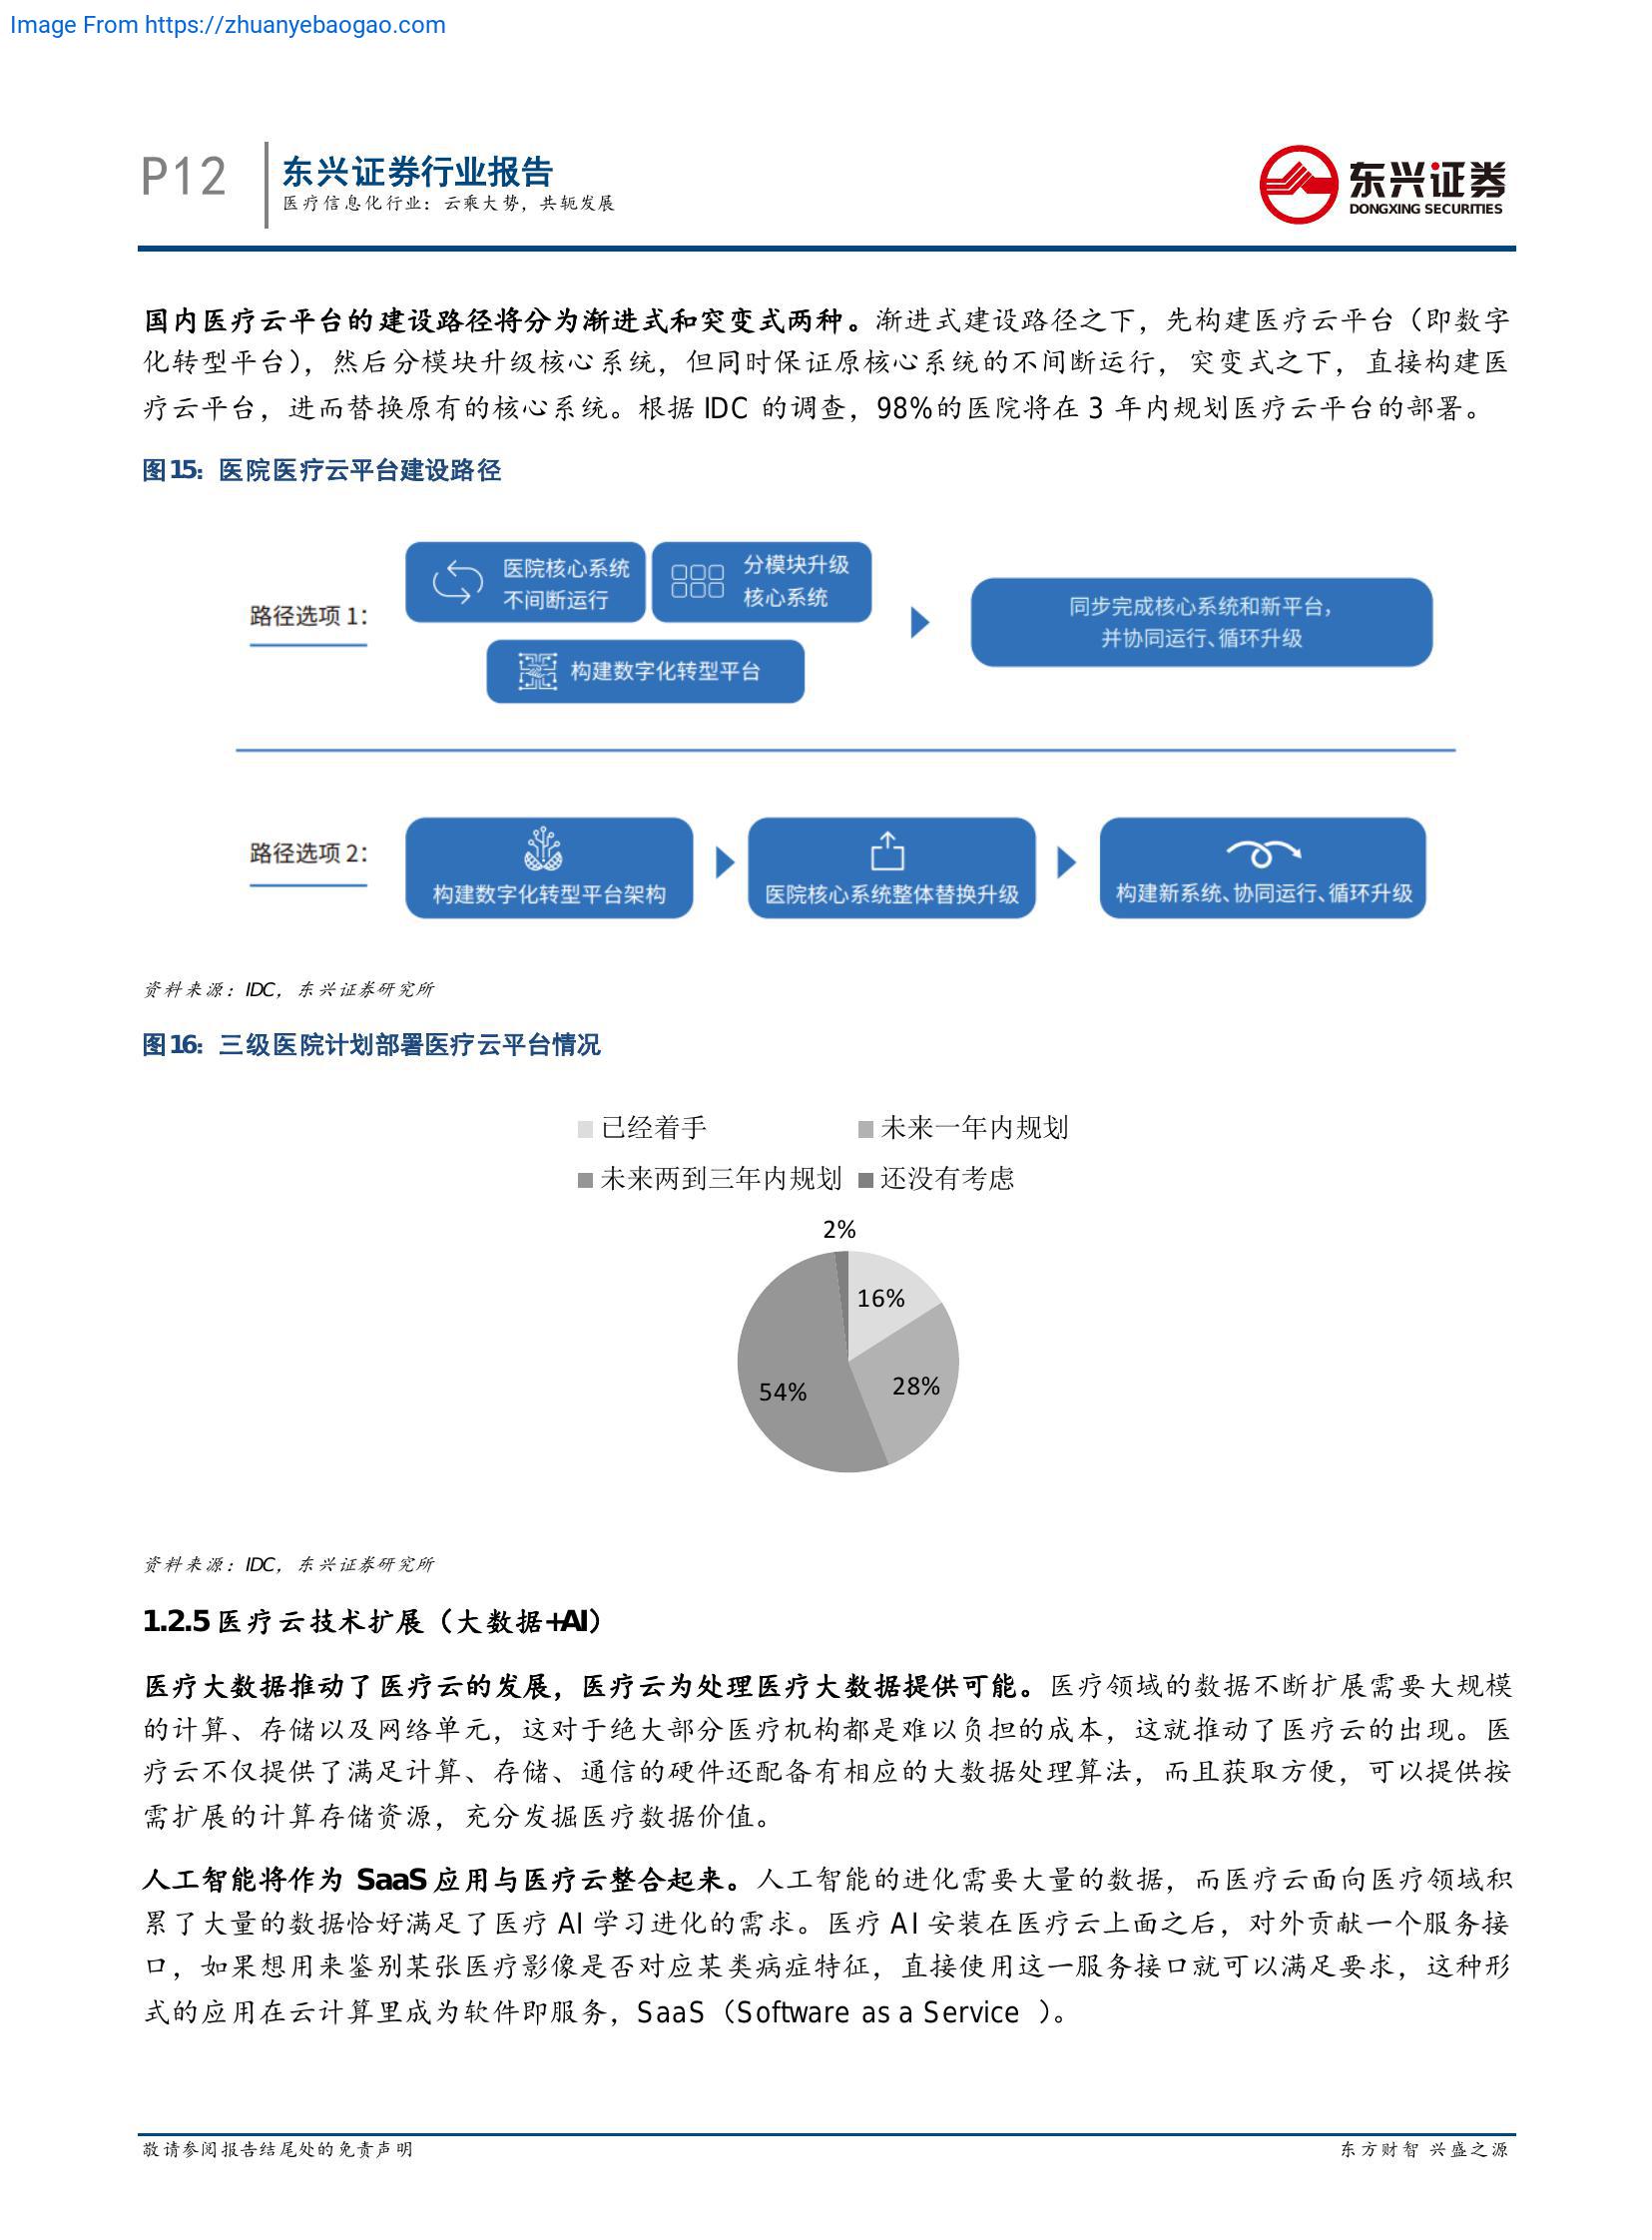 Image From https://zhuanyebaogao.com
P12
东兴证券行业报告
医疗信息化行业：云乘大势，共轭发展
东兴证券
DONGXING SECURITIES
国内医疗云平台的建设路径将分为渐进式和突变式两种。渐进式建设路径之下，先构建医疗云平台（即数字
化转型平台），然后分模块升级核心系统，但同时保证原核心系统的不间断运行，突变式之下，直接构建医
疗云平台，进而替换原有的核心系统。根据 IDC 的调查，98%的医院将在 3 年内规划医疗云平台的部署。
图15：医院医疗云平台建设路径
路径选项 1：
医院核心系统
不间断运行
分模块升级
核心系统
构建数字化转型平台
同步完成核心系统和新平台，
并协同运行、循环升级
路径选项 2：
构建数字化转型平台架构
医院核心系统整体替换升级
构建新系统、协同运行、循环升级
资料来源：IDC，东兴证券研究所
图16：三级医院计划部署医疗云平台情况
已经着手
未来一年内规划
未来两到三年内规划
还没有考虑
2%
16%
28%
54%
资料来源：IDC，东兴证券研究所
1.2.5 医疗云技术扩展（大数据+AI）
医疗大数据推动了医疗云的发展，医疗云为处理医疗大数据提供可能。医疗领域的数据不断扩展需要大规模
的计算、存储以及网络单元，这对于绝大部分医疗机构都是难以负担的成本，这就推动了医疗云的出现。医
疗云不仅提供了满足计算、存储、通信的硬件还配备有相应的大数据处理算法，而且获取方便，可以提供按
需扩展的计算存储资源，充分发掘医疗数据价值。
人工智能将作为 SaaS 应用与医疗云整合起来。人工智能的进化需要大量的数据，而医疗云面向医疗领域积
累了大量的数据恰好满足了医疗 AI 学习进化的需求。医疗 AI 安装在医疗云上面之后，对外贡献一个服务接
口，如果想用来鉴别某张医疗影像是否对应某类病症特征，直接使用这一服务接口就可以满足要求，这种形
式的应用在云计算里成为软件即服务，SaaS（Software as a Service ）。
敬请参阅报告结尾处的免责声明
东方财智 兴盛之源